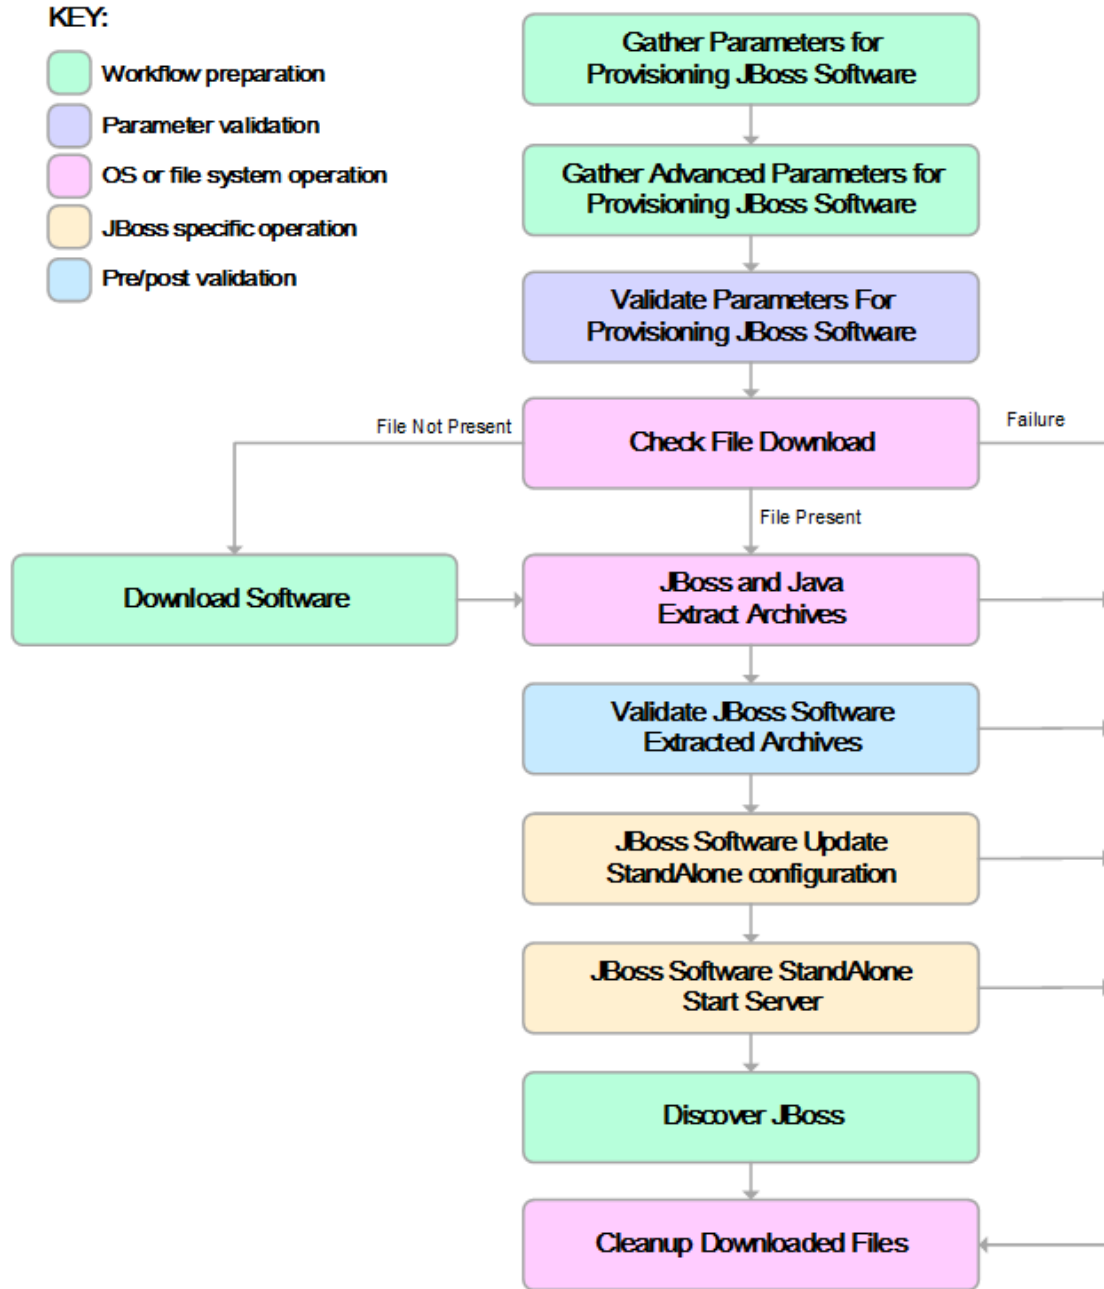 KEY:
Workflow preparation
Parameter validation
OS or file system operation
JBoss specific operation
Pre/post validation
Gather Parameters for
Provisioning JBoss Software
Gather Advanced Parameters for
Provisioning JBoss Software
Validate Parameters For
Provisioning JBoss Software
File Not Present
Check File Download
Failure
File Present
Download Software
JBoss and Java
Extract Archives
Validate JBoss Software
Extracted Archives
JBoss Software Update
StandAlone configuration
JBoss Software StandAlone
Start Server
Discover JBoss
Cleanup Downloaded Files